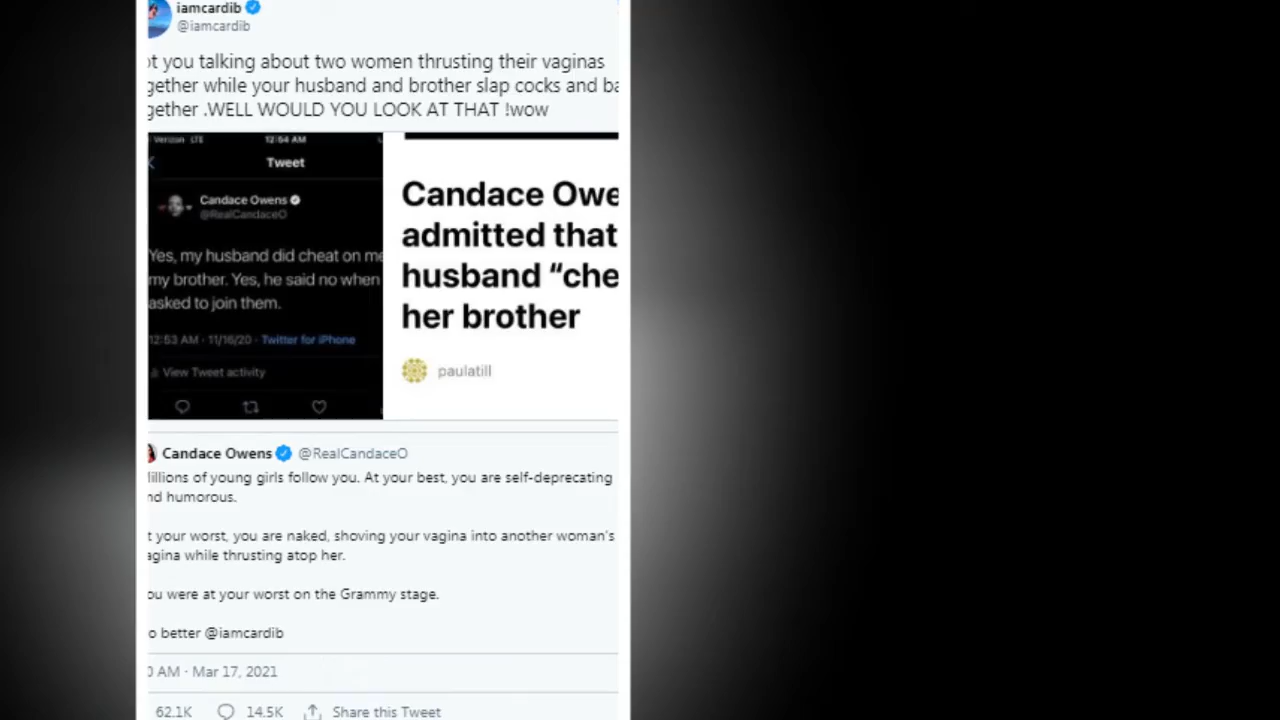 iamcardib
@iamcardib
ot you talking about two women thrusting their vaginas
gether while your husband and brother slap cocks and ba
gether .WELL WOULD YOU LOOK AT THAT !wow
Verizon LTE 12:54 AM
Tweet
Candace Owens
@RealCandaceO
Yes, my husband did cheat on me
my brother. Yes, he said no when
asked to join them.
12:53 AM · 11/16/20 · Twitter for iPhone
View Tweet activity
Candace Owe
admitted that
husband “che
her brother
paulatill
Candace Owens @RealCandaceO
illions of young girls follow you. At your best, you are self-deprecating
nd humorous.
t your worst, you are naked, shoving your vagina into another woman's
agina while thrusting atop her.
ou were at your worst on the Grammy stage.
o better @iamcardib
0 AM · Mar 17, 2021
62.1K 14.5K Share this Tweet